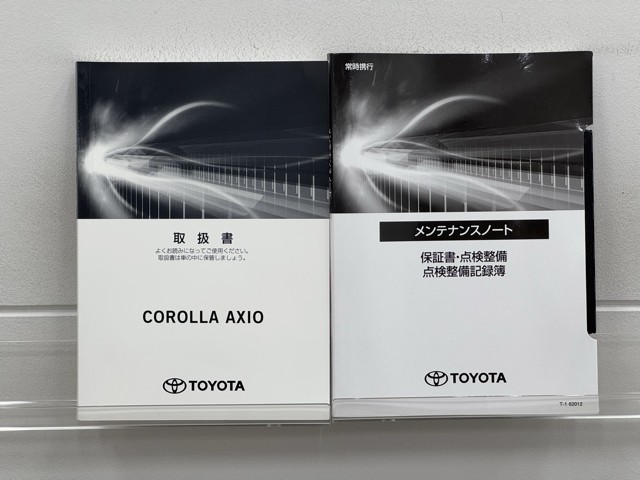 取扱書
よくお読みになってご使用ください。
取扱書は車の中に保管しましょう。
COROLLA AXIO
TOYOTA
常時携行
メンテナンスノート
保証書・点検整備
点検整備記録簿
TOYOTA
T-1 62012